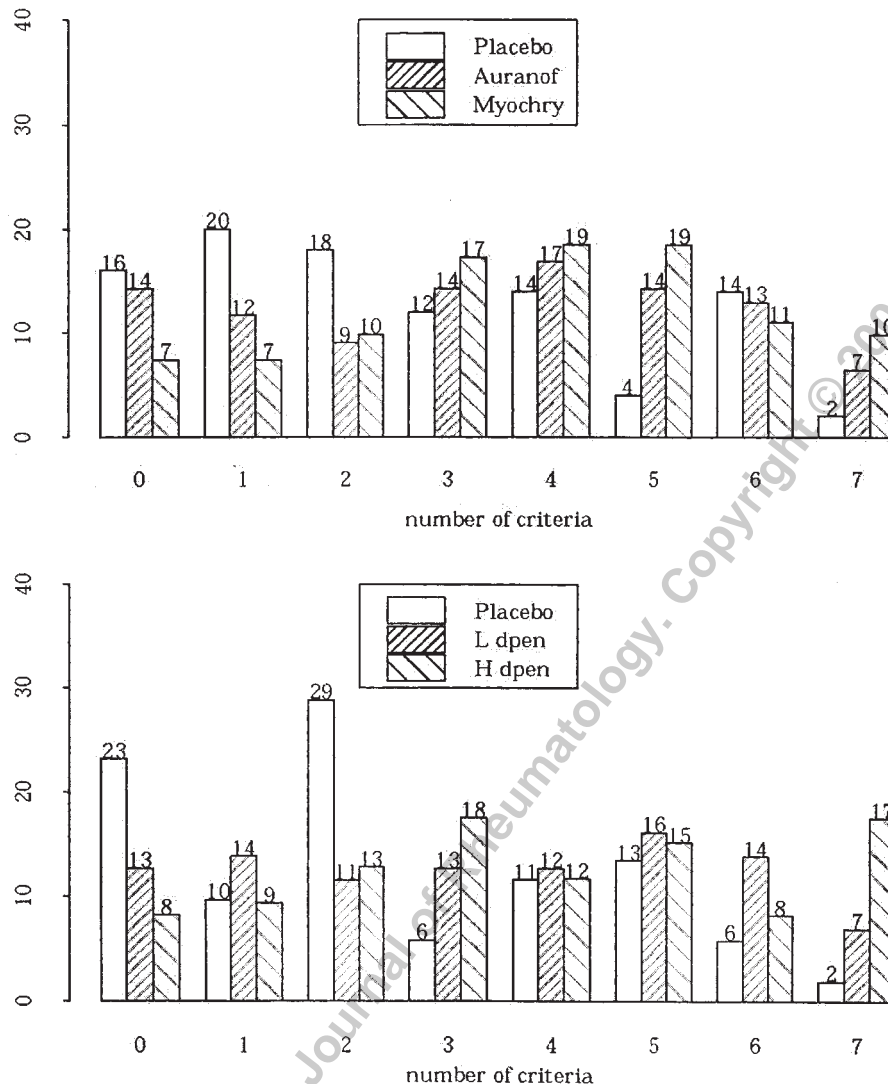 40
30
20
10
0
Placebo
Auranof
Myochry
16 14 7
20 12 7
18 9 10
12 14 17
14 17 19
4 14 19
14 13 11
2 7 10
0 1 2 3 4 5 6 7
number of criteria
40
30
20
10
0
Placebo
L dpen
H dpen
23 13 8
10 14 9
29 11 13
6 13 18
11 12 12
13 16 15
6 14 8
2 7 17
0 1 2 3 4 5 6 7
number of criteria
Journal of Rheumatology. Copyright © 200